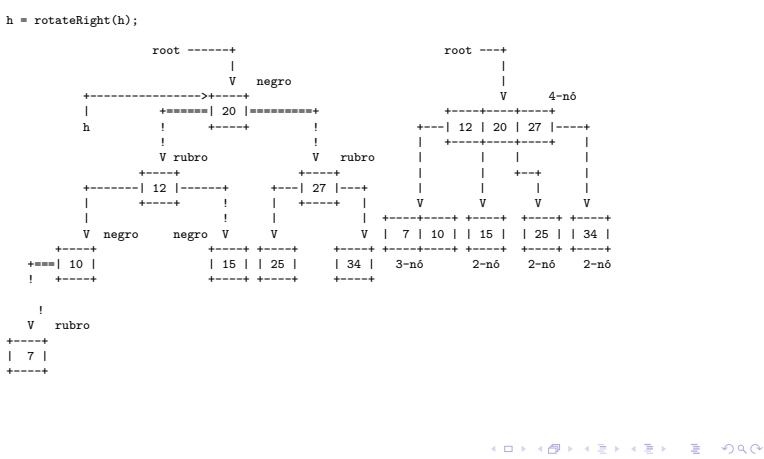 h = rotateRight(h);
root ------+ root ---+
| |
V negro |
+---------------->+----+ V 4-nó
| +======| 20 |=========+ +----+----+----+
h ! +----+ ! +---| 12 | 20 | 27 |----+
! ! | +----+----+----+ |
V rubro V rubro | | | |
+----+ +----+ | | +--+ |
+-------| 12 |------+ +---| 27 |---+ | | | |
| +----+ ! | +----+ | V V V V
| ! | | +----+----+ +----+ +----+ +----+
V negro negro V V V | 7 | 10 | | 15 | | 25 | | 34 |
+----+ +----+ +----+ +----+ +----+----+ +----+ +----+ +----+
+===| 10 | | 15 | | 25 | | 34 | 3-nó 2-nó 2-nó 2-nó
! +----+ +----+ +----+ +----+
!
V rubro
+----+
| 7 |
+----+